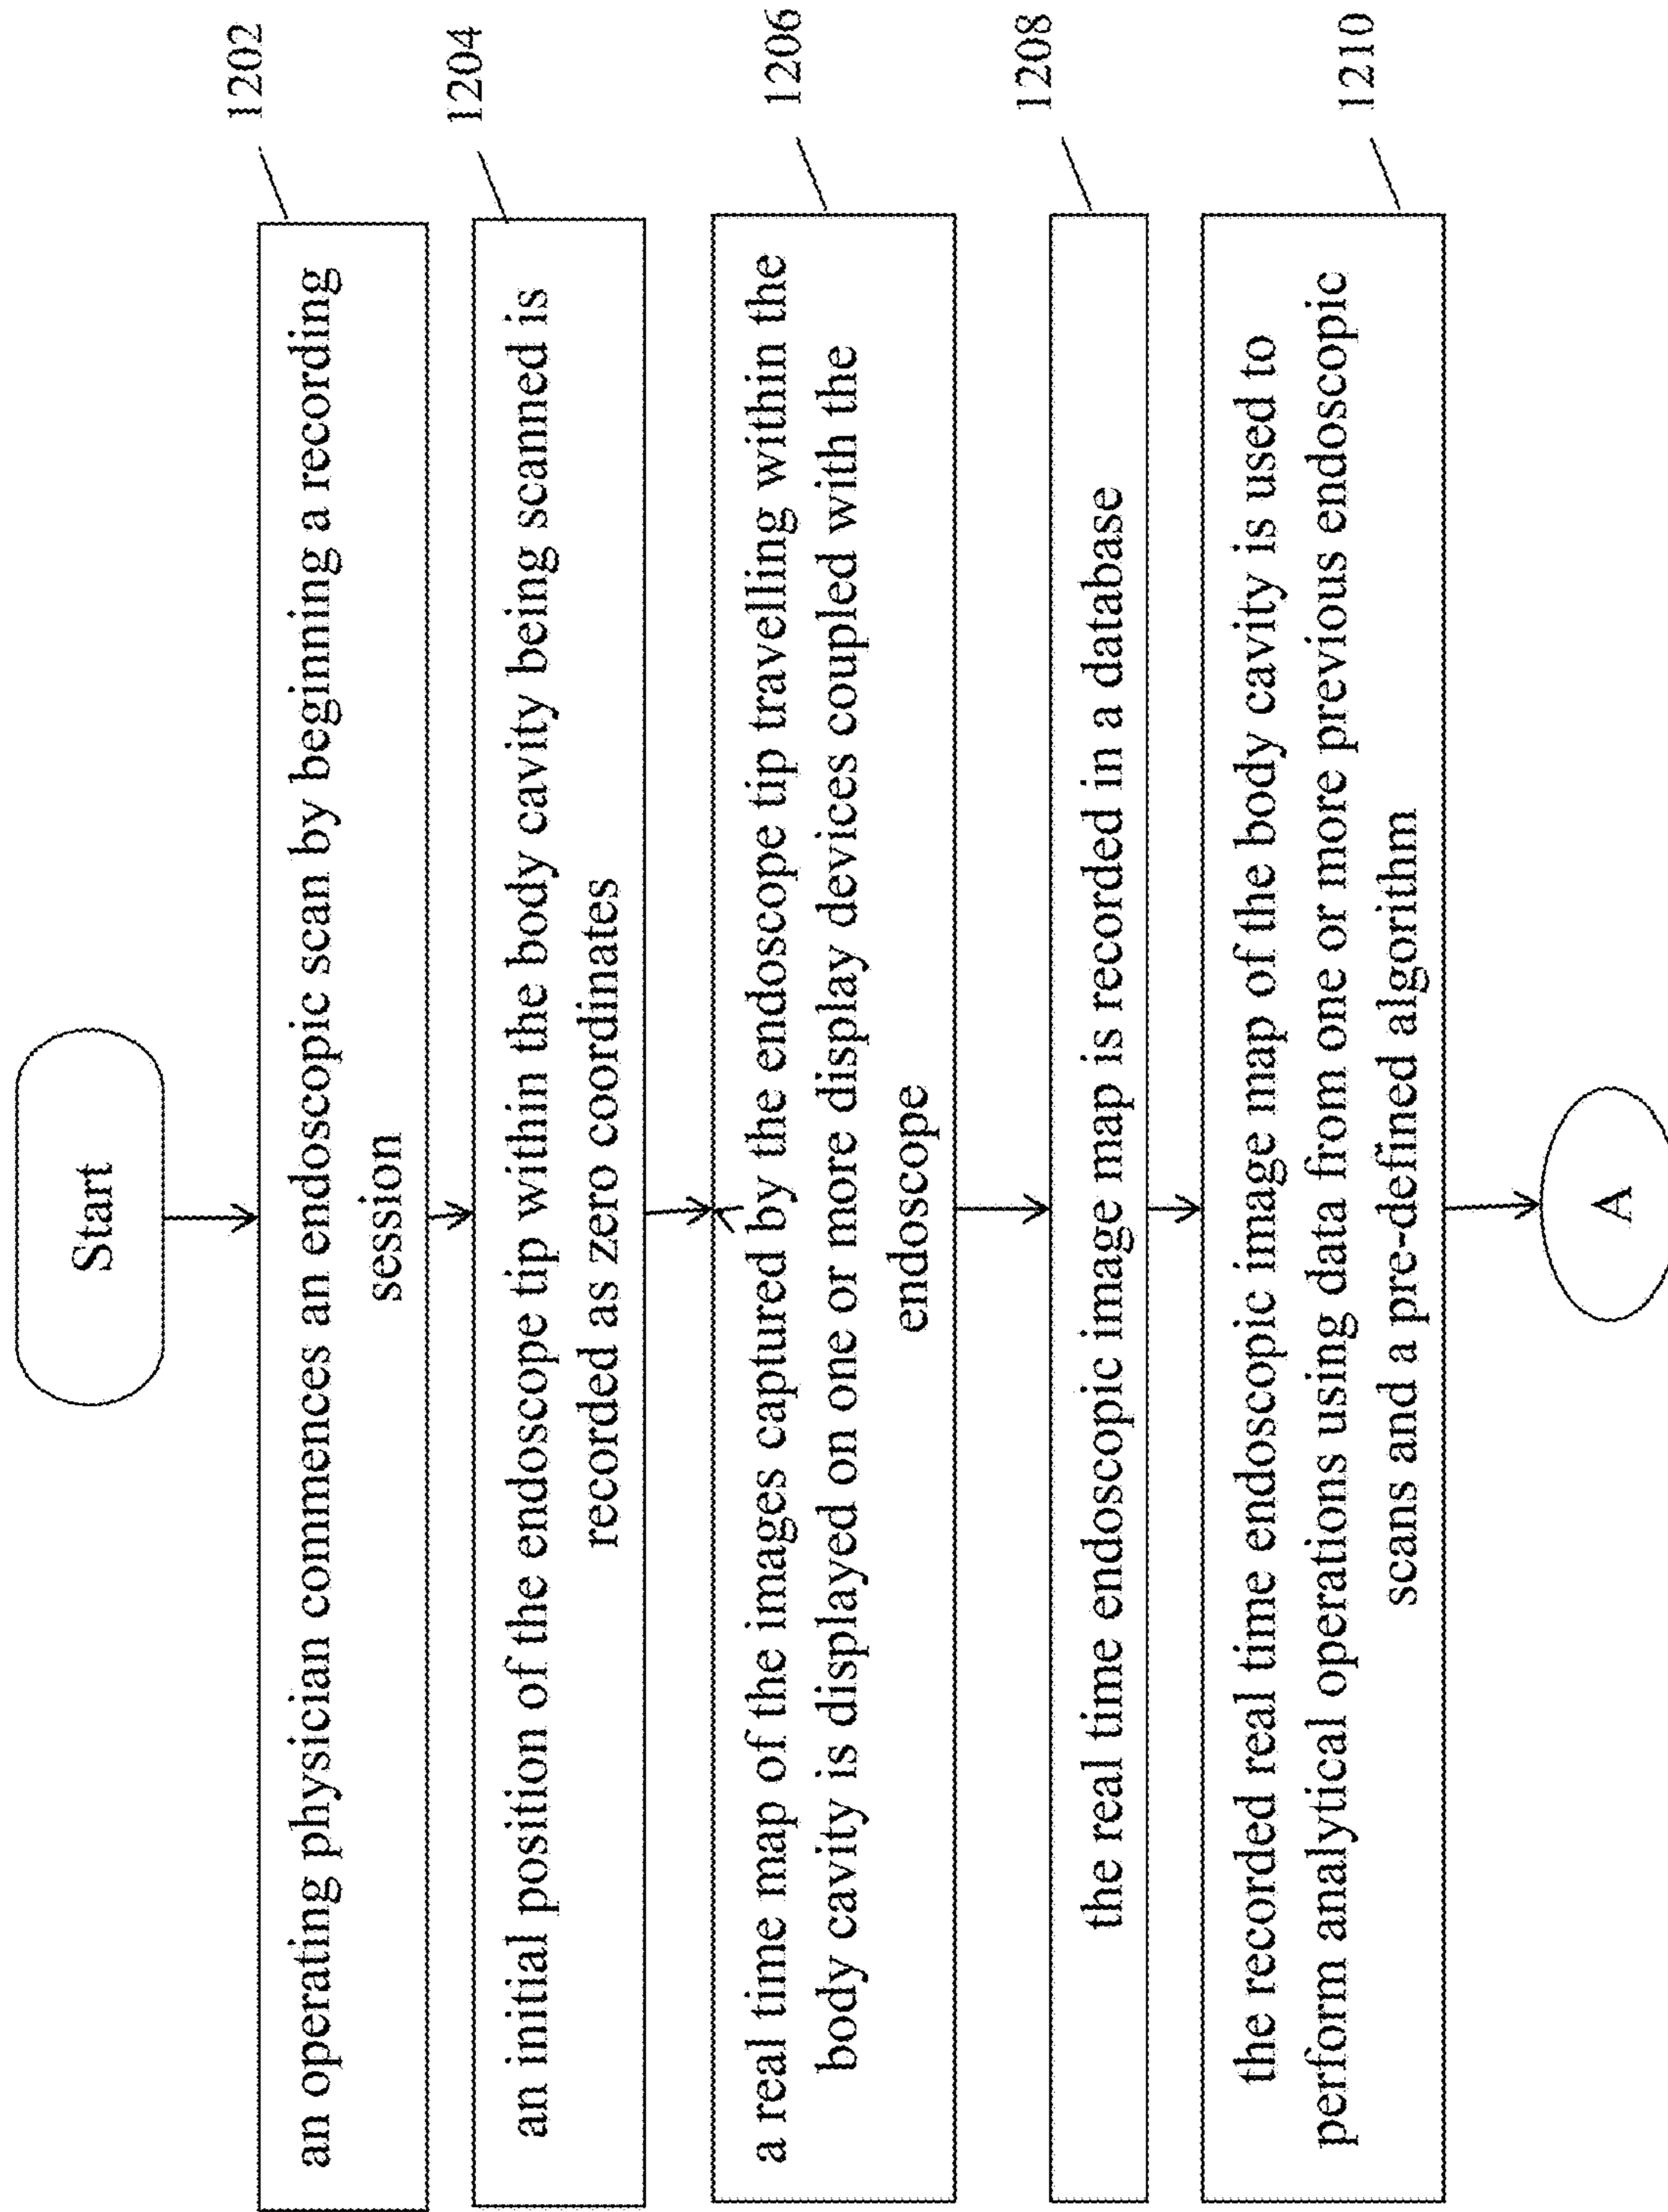 Start
1202
an operating physician commences an endoscopic scan by beginning a recording
session
1204
an initial position of the endoscope tip within the body cavity being scanned is
recorded as zero coordinates
1206
a real time map of the images captured by the endoscope tip travelling within the
body cavity is displayed on one or more display devices coupled with the
endoscope
1208
the real time endoscopic image map is recorded in a database
1210
the recorded real time endoscopic image map of the body cavity is used to
perform analytical operations using data from one or more previous endoscopic
scans and a pre-defined algorithm
A